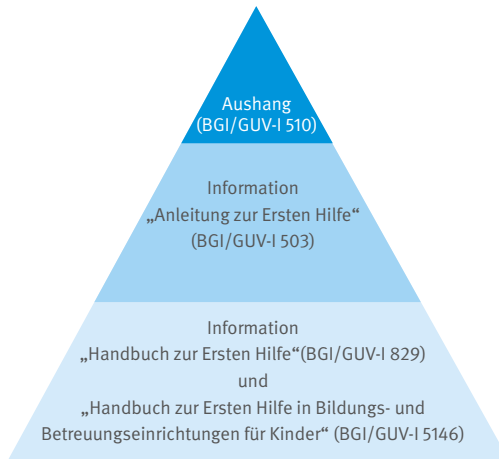 Aushang
(BGI/GUV-I 510)
Information
„Anleitung zur Ersten Hilfe“
(BGI/GUV-I 503)
Information
„Handbuch zur Ersten Hilfe“(BGI/GUV-I 829)
und
„Handbuch zur Ersten Hilfe in Bildungs- und
Betreuungseinrichtungen für Kinder“ (BGI/GUV-I 5146)